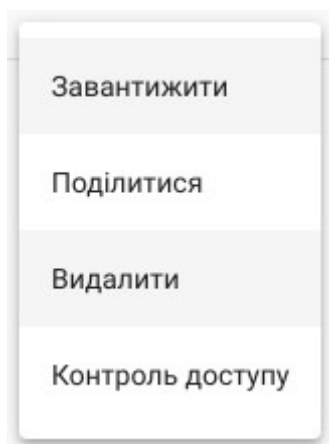 Завантижити
Поділитися
Видалити
Контроль доступу